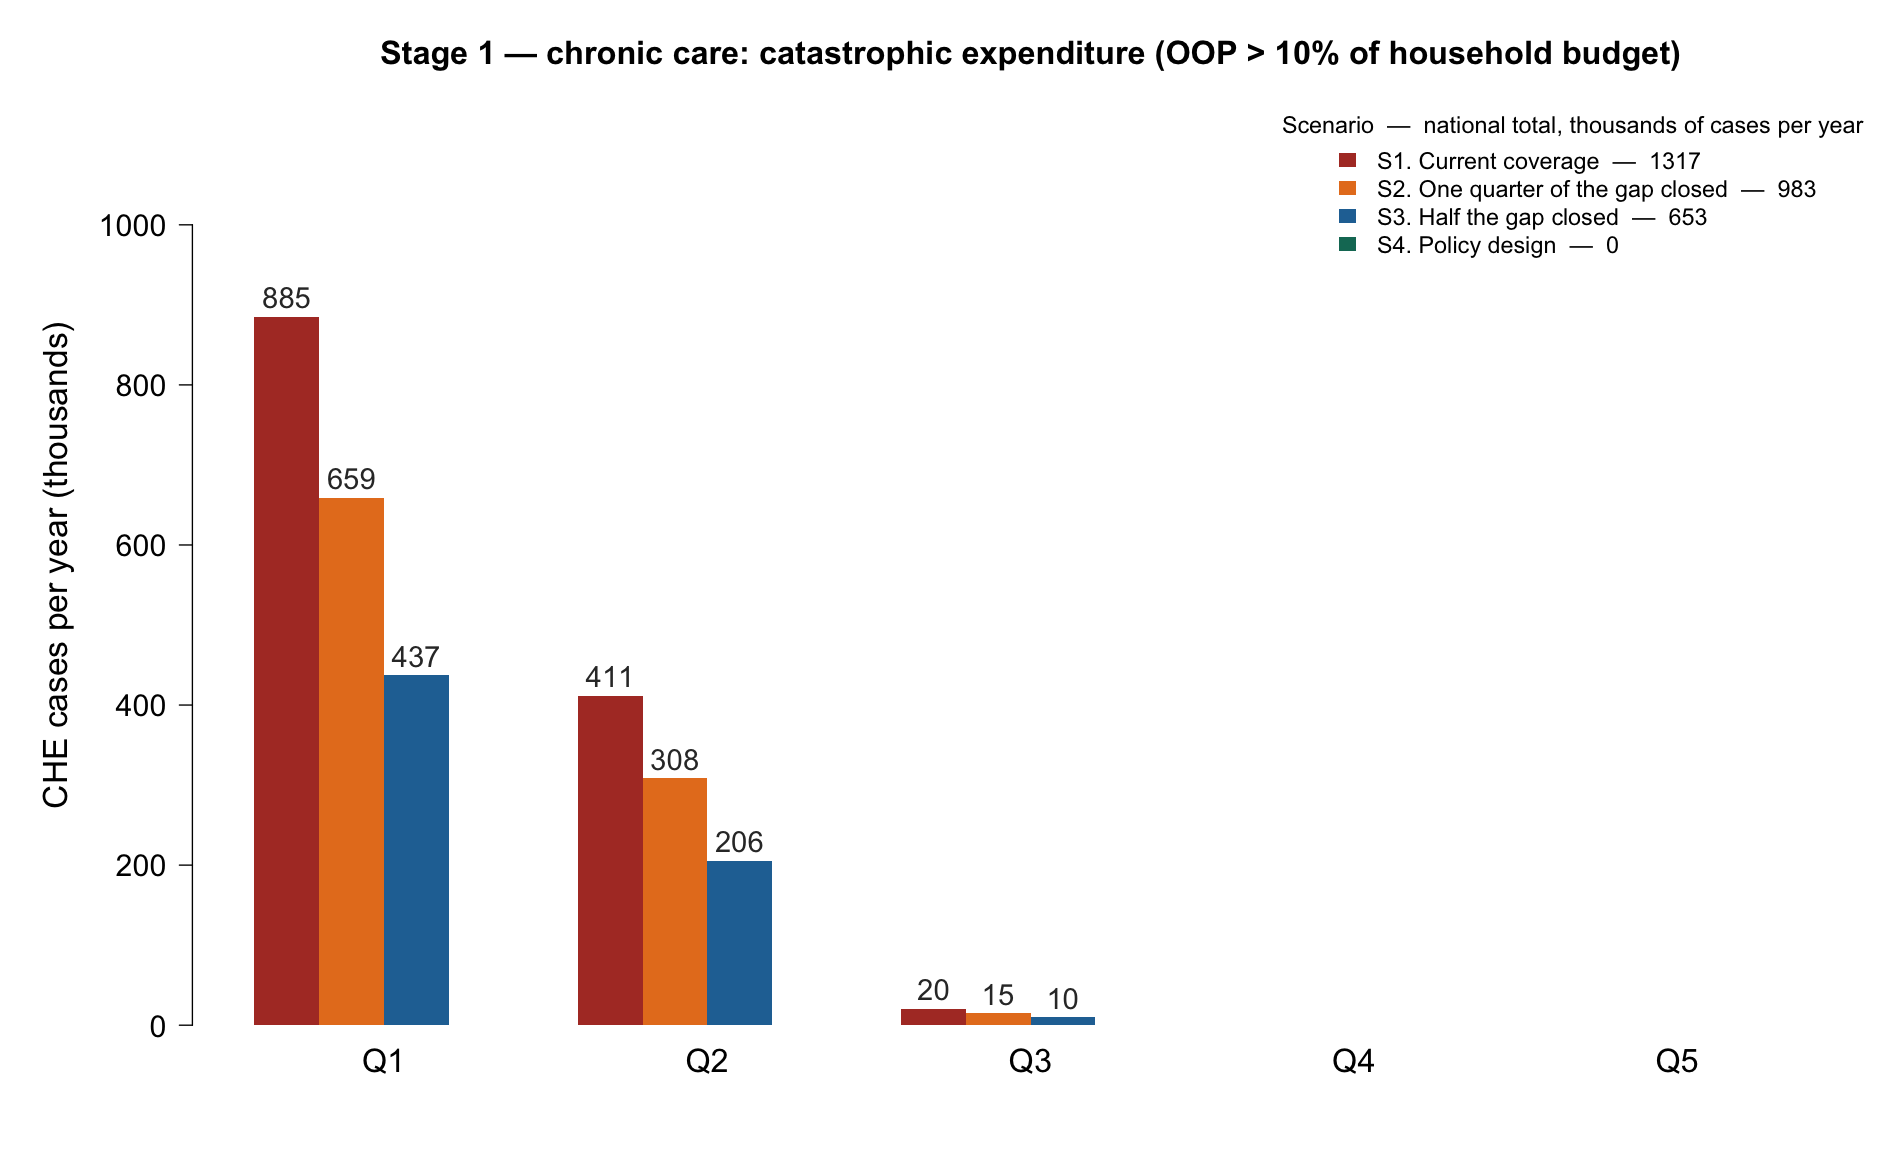 Stage 1 — chronic care: catastrophic expenditure (OOP > 10% of household budget)
Scenario — national total, thousands of cases per year
S1. Current coverage — 1317
S2. One quarter of the gap closed — 983
S3. Half the gap closed — 653
S4. Policy design — 0
CHE cases per year (thousands)
1000
800
600
400
200
0
885
659
437
411
308
206
20
15
10
Q1
Q2
Q3
Q4
Q5